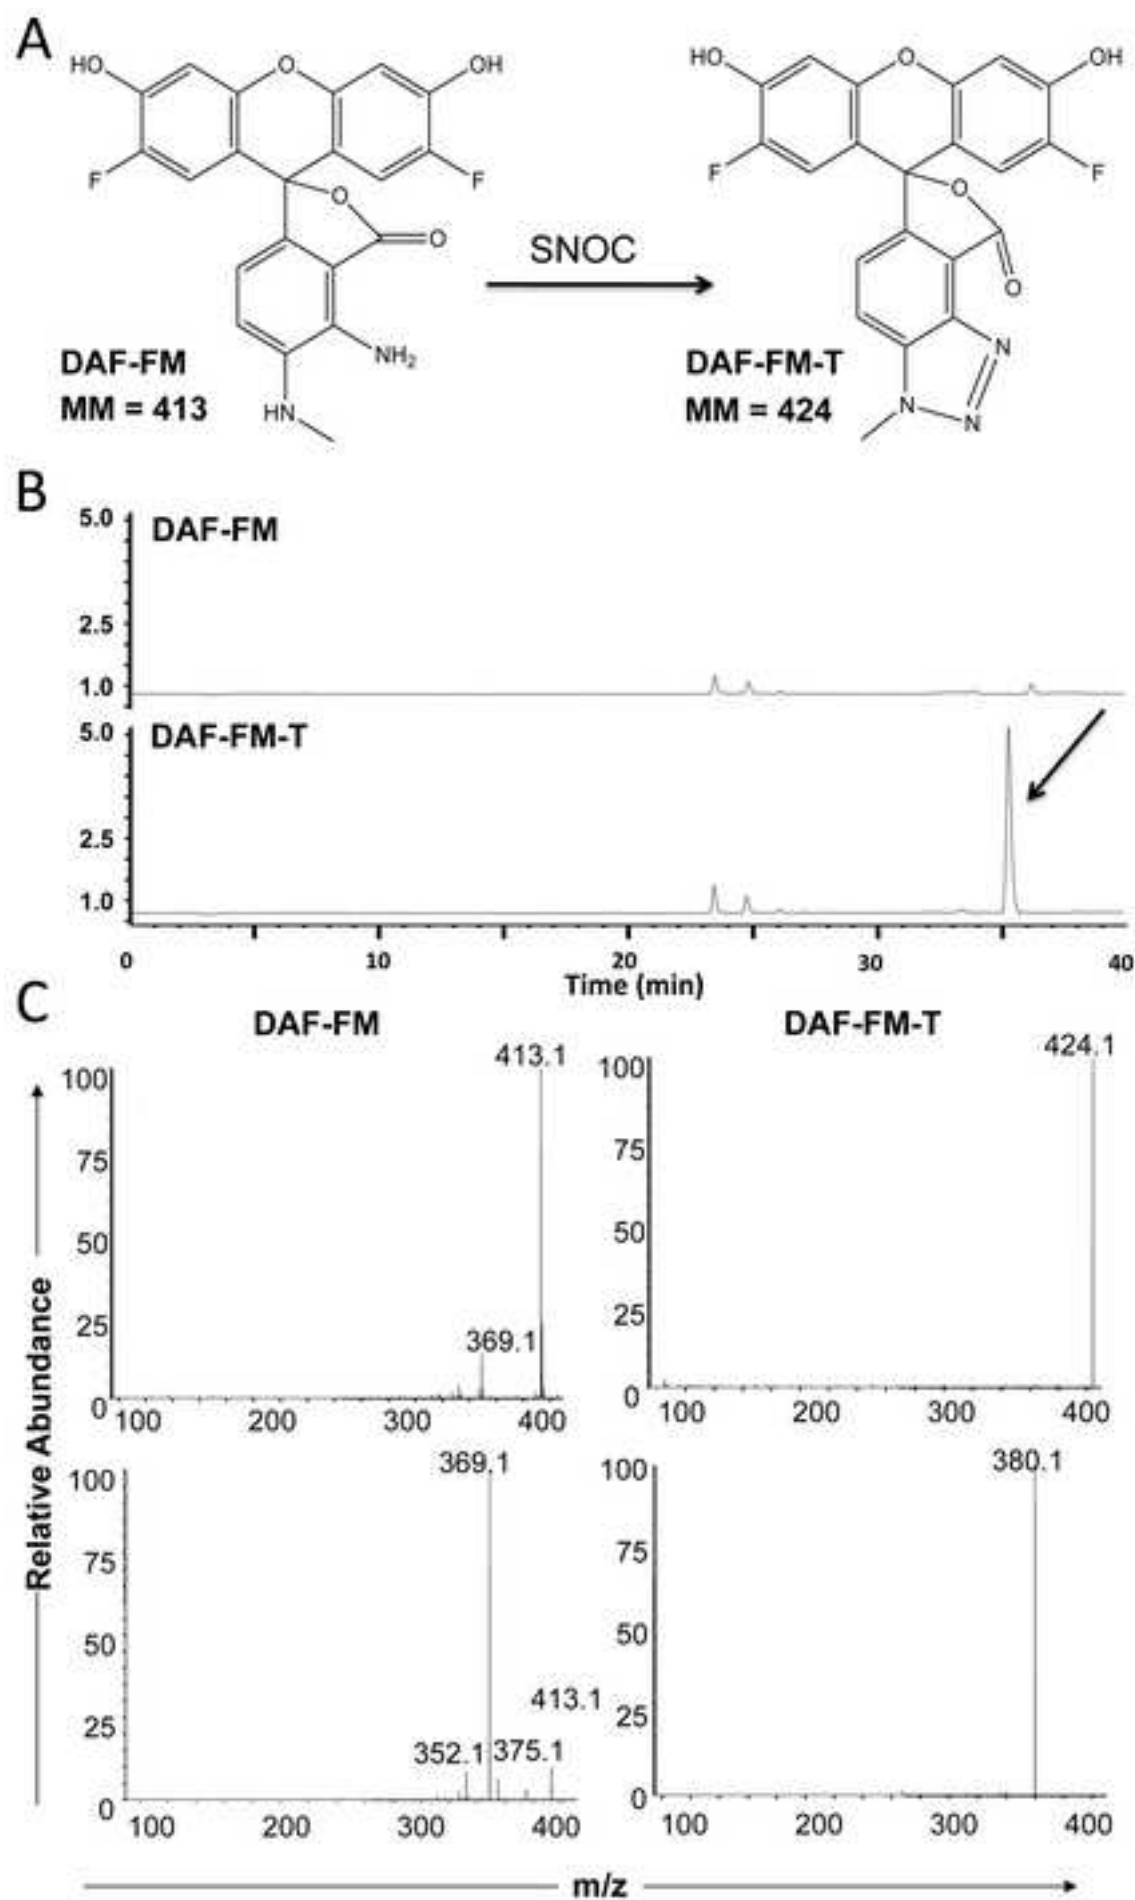 A
HO O OH
F F
O
O
NH₂
HN
DAF-FM
MM = 413
SNOC
HO O OH
F F
O
O
N
N
N
DAF-FM-T
MM = 424
B
5.0
DAF-FM
2.5
1.0
5.0
DAF-FM-T
2.5
1.0
0 10 20 30 40
Time (min)
C
DAF-FM
413.1
100
75
50
25
369.1
0
100 200 300 400
DAF-FM-T
424.1
100
75
50
25
0
100 200 300 400
Relative Abundance
369.1
100
75
50
413.1
25
352.1 375.1
0
100 200 300 400
380.1
100
75
50
25
0
100 200 300 400
m/z